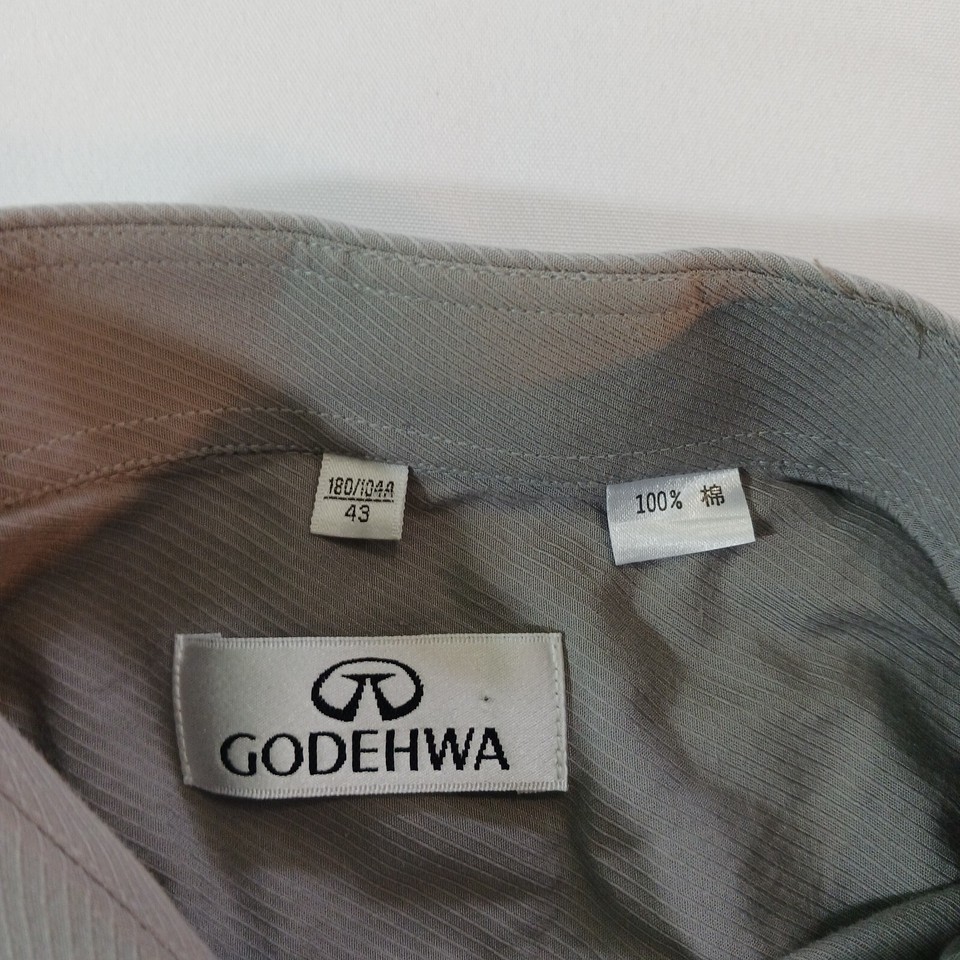 180/104A
43
100% 棉
GODEHWA